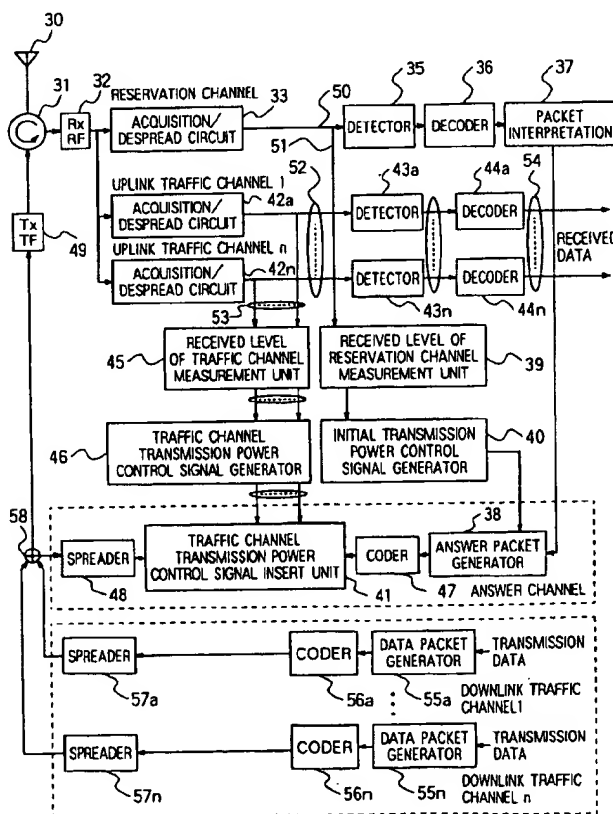 30
31
32
Rx
RF
RESERVATION CHANNEL
33
ACQUISITION/
DESPREAD CIRCUIT
50
51
35
DETECTOR
36
DECODER
37
PACKET
INTERPRETATION
UPLINK TRAFFIC CHANNEL 1
42a
ACQUISITION/
DESPREAD CIRCUIT
52
43a
DETECTOR
44a
DECODER
54
Tx
TF
49
UPLINK TRAFFIC CHANNEL n
42n
ACQUISITION/
DESPREAD CIRCUIT
53
DETECTOR
43n
DECODER
44n
RECEIVED
DATA
45
RECEIVED LEVEL
OF TRAFFIC CHANNEL
MEASUREMENT UNIT
RECEIVED LEVEL OF
RESERVATION CHANNEL
MEASUREMENT UNIT
39
46
TRAFFIC CHANNEL
TRANSMISSION POWER
CONTROL SIGNAL GENERATOR
INITIAL TRANSMISSION
POWER CONTROL
SIGNAL GENERATOR
40
58
SPREADER
48
TRAFFIC CHANNEL
TRANSMISSION POWER
CONTROL SIGNAL INSERT UNIT
41
CODER
47
38
ANSWER PACKET
GENERATOR
ANSWER CHANNEL
SPREADER
57a
CODER
56a
DATA PACKET
GENERATOR
55a
TRANSMISSION
DATA
DOWNLINK TRAFFIC
CHANNEL1
SPREADER
57n
CODER
56n
DATA PACKET
GENERATOR
55n
TRANSMISSION
DATA
DOWNLINK TRAFFIC
CHANNEL n